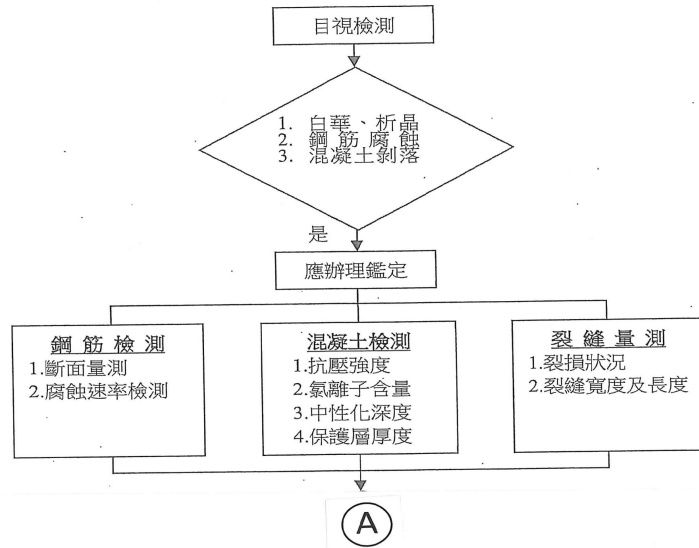 目視檢測
1. 白華、析晶
2. 鋼筋腐蝕
3. 混凝土剝落
是
應辦理鑑定
鋼筋檢測
1.斷面量測
2.腐蝕速率檢測
混凝土檢測
1.抗壓強度
2.氯離子含量
3.中性化深度
4.保護層厚度
裂縫量測
1.裂損狀況
2.裂縫寬度及長度
A